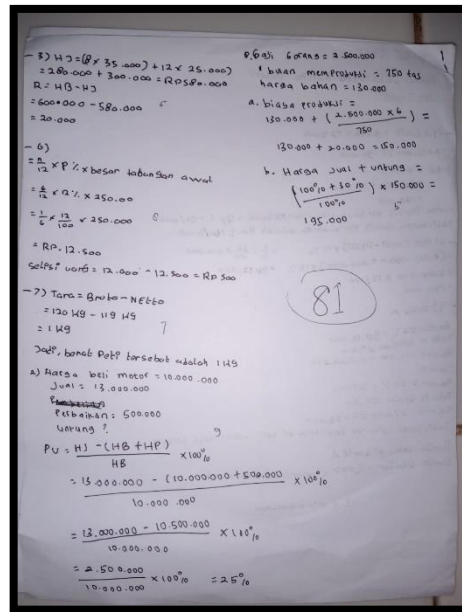 - 3) HJ = (8 x 35.000) + 12 x 25.000)
= 280.000 + 300.000 = RP 580.000
R = HB - HJ
= 600.000 - 580.000
= 20.000
- 6)
= n/12 x P % x besar tabungan awal
x 12 % x 250.00
x 12/100 x 250.000
= RP. 12.500
selisi uang = 12.000 - 12.500 = RP 500
- 7) Tara = Bruto - NEtto
= 120 kg - 119 kg
= 1 kg
7
Jadi, berat Peti tersebut adalah 1 kg
2) Harga beli motor = 10.000.000
Jual = 13.000.000
Perbaikan = 500.000
untung ?
9
PU = HJ - (HB + HP) / HB x 100%
= 13.000.000 - (10.000.000 + 500.000 / 10.000.000 x 100%
= 13.000.000 - 10.500.000 / 10.000.000 x 100%
= 2.500.000 / 10.000.000 x 100% = 25%
1
8. Gaji 6 orang = 2.500.000
1 bulan memproduksi = 750 tas
harga bahan = 130.000
a. biaya produksi =
130.000 + (2.500.000 x 6 / 750) =
130.000 + 20.000 = 150.000
b. Harga Jual + untung =
(100% + 30% / 100%) x 150.000 =
195.000
5
81